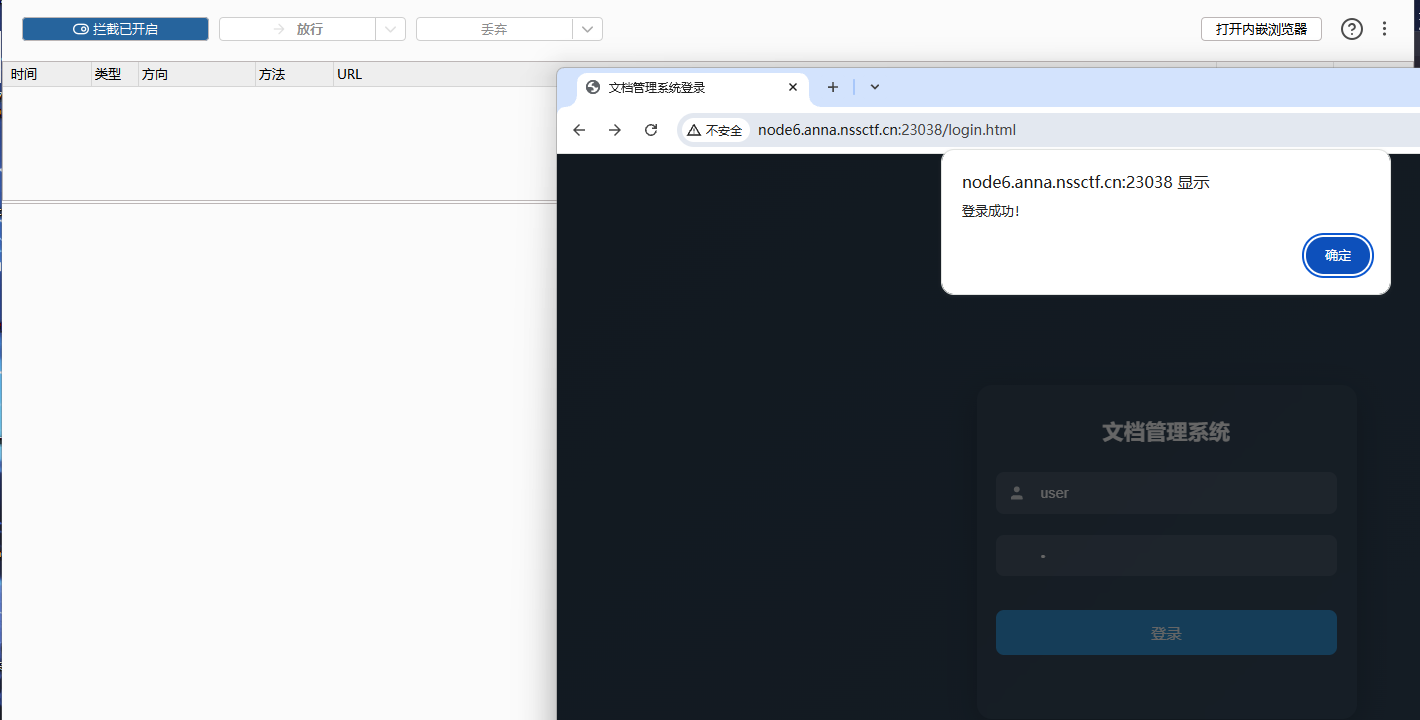 拦截已开启 放行 丢弃 打开内嵌浏览器
时间 类型 方向 方法 URL
文档管理系统登录
不安全 node6.anna.nssctf.cn:23038/login.html
node6.anna.nssctf.cn:23038 显示
登录成功！
确定
文档管理系统
user
登录